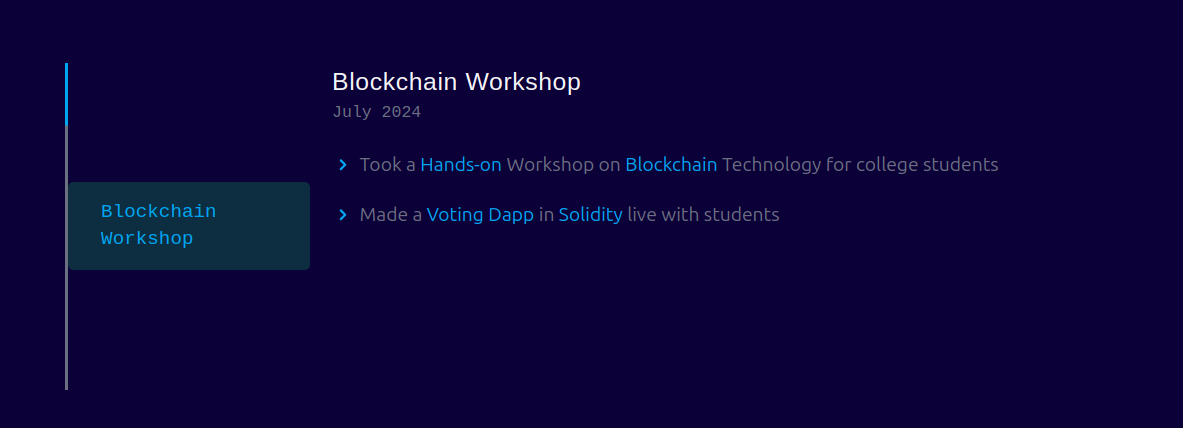 Blockchain Workshop
July 2024
Took a Hands-on Workshop on Blockchain Technology for college students
Made a Voting Dapp in Solidity live with students
Blockchain
Workshop